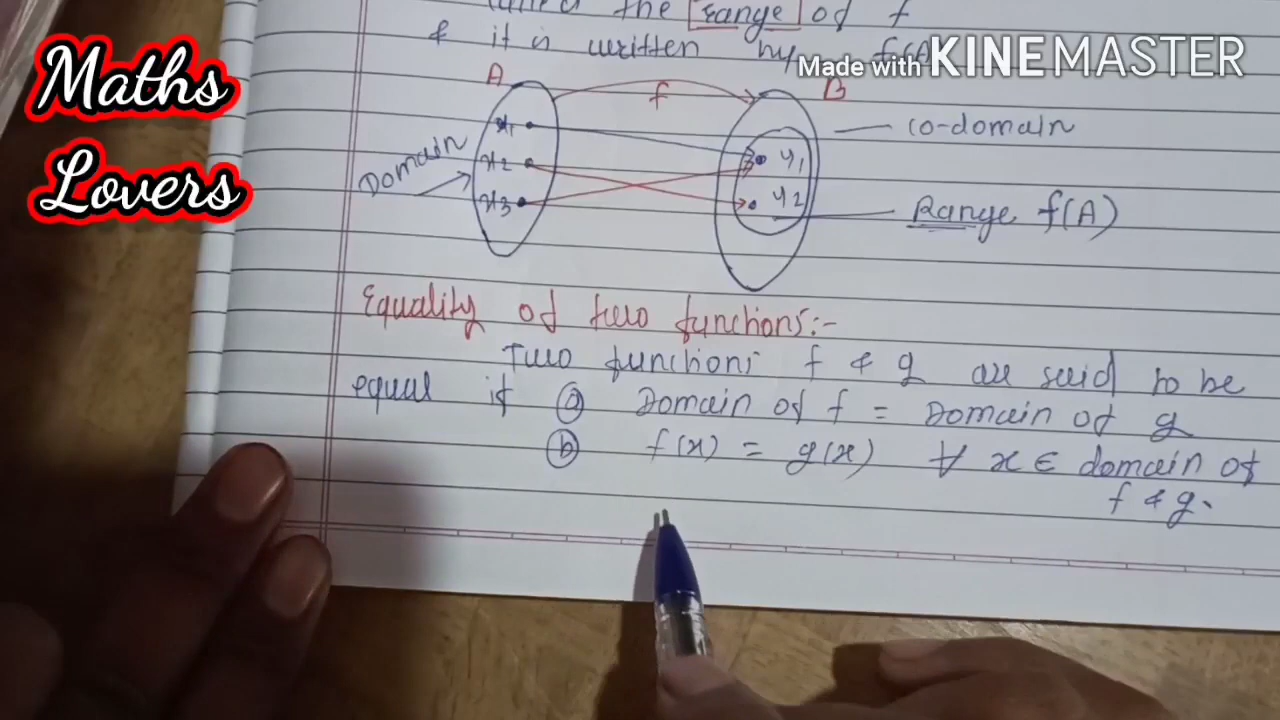 the range of f
& it is written by
Made with KINEMASTER
Maths
Lovers
A
f
B
x1
x2
x3
y1
y2
Domain
co-domain
Range f(A)
Equality of two functions:-
Two functions f & g are said to be
equal if (a) Domain of f = Domain of g
(b) f(x) = g(x) ∀ x ∈ domain of
f & g.